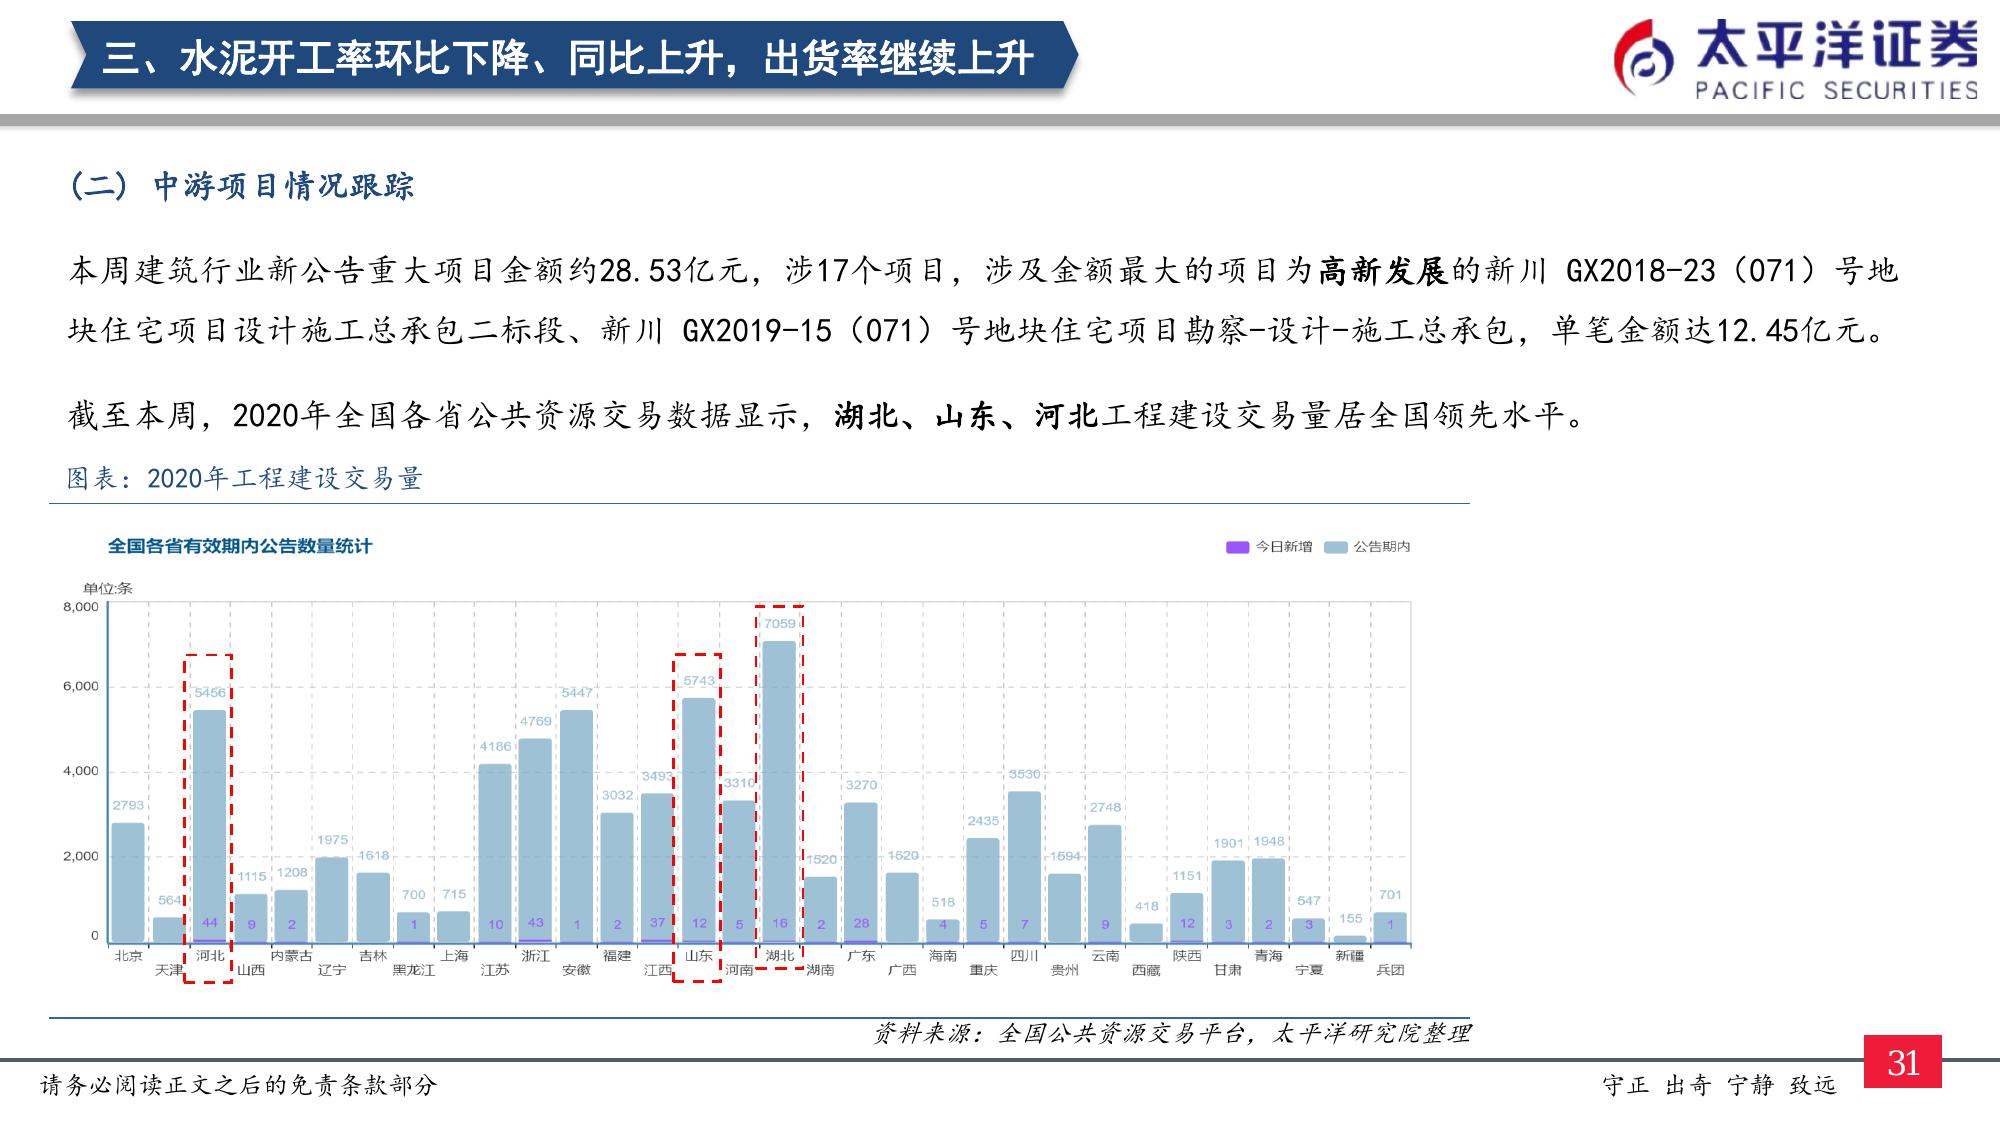 三、水泥开工率环比下降、同比上升，出货率继续上升
太平洋证券
PACIFIC SECURITIES
（二）中游项目情况跟踪
本周建筑行业新公告重大项目金额约28.53亿元，涉17个项目，涉及金额最大的项目为高新发展的新川 GX2018-23（071）号地
块住宅项目设计施工总承包二标段、新川 GX2019-15（071）号地块住宅项目勘察-设计-施工总承包，单笔金额达12.45亿元。
截至本周，2020年全国各省公共资源交易数据显示，湖北、山东、河北工程建设交易量居全国领先水平。
图表：2020年工程建设交易量
全国各省有效期内公告数量统计
今日新增 公告期内
单位:条
8,000
6,000
4,000
2,000
0
2793 564 5456 1115 1208 1975 1618 700 715 4186 4769 5447 3032 3493 5743 3310 7059 1520 3270 1620 518 2435 3530 1594 2748 418 1151 1901 1948 547 155 701
44 9 2 1 10 43 1 2 37 12 5 16 2 28 4 5 7 9 12 3 2 3 1
北京 天津 河北 山西 内蒙古 辽宁 吉林 黑龙江 上海 江苏 浙江 安徽 福建 江西 山东 河南 湖北 湖南 广东 广西 海南 重庆 四川 贵州 云南 西藏 陕西 甘肃 青海 宁夏 新疆 兵团
资料来源：全国公共资源交易平台，太平洋研究院整理
请务必阅读正文之后的免责条款部分
守正 出奇 宁静 致远
31